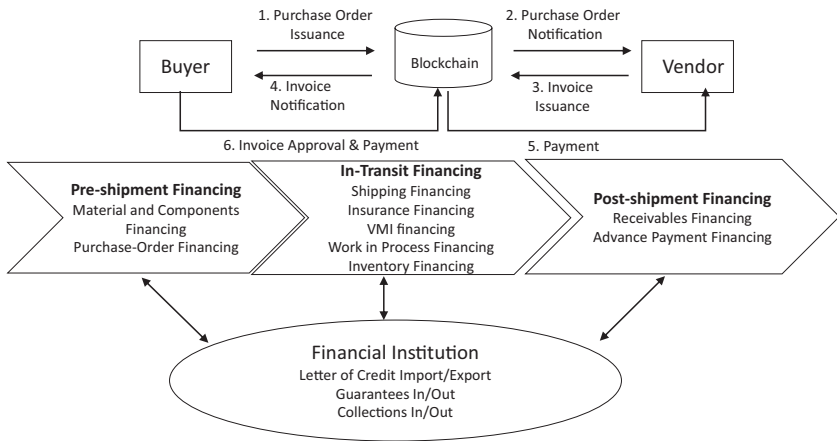 1. Purchase Order
Issuance
2. Purchase Order
Notification
Buyer
Blockchain
Vendor
4. Invoice
Notification
3. Invoice
Issuance
6. Invoice Approval & Payment
5. Payment
Pre-shipment Financing
Material and Components
Financing
Purchase-Order Financing
In-Transit Financing
Shipping Financing
Insurance Financing
VMI financing
Work in Process Financing
Inventory Financing
Post-shipment Financing
Receivables Financing
Advance Payment Financing
Financial Institution
Letter of Credit Import/Export
Guarantees In/Out
Collections In/Out